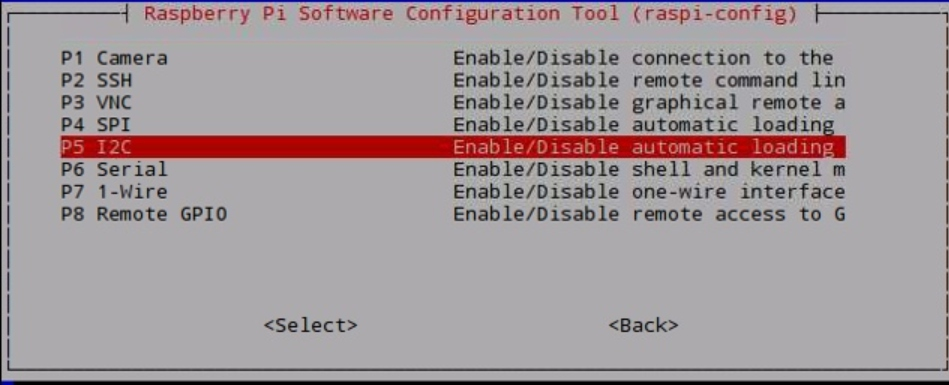 Raspberry Pi Software Configuration Tool (raspi-config)
P1 Camera Enable/Disable connection to the
P2 SSH Enable/Disable remote command lin
P3 VNC Enable/Disable graphical remote a
P4 SPI Enable/Disable automatic loading
P5 I2C Enable/Disable automatic loading
P6 Serial Enable/Disable shell and kernel m
P7 1-Wire Enable/Disable one-wire interface
P8 Remote GPIO Enable/Disable remote access to G
<Select> <Back>